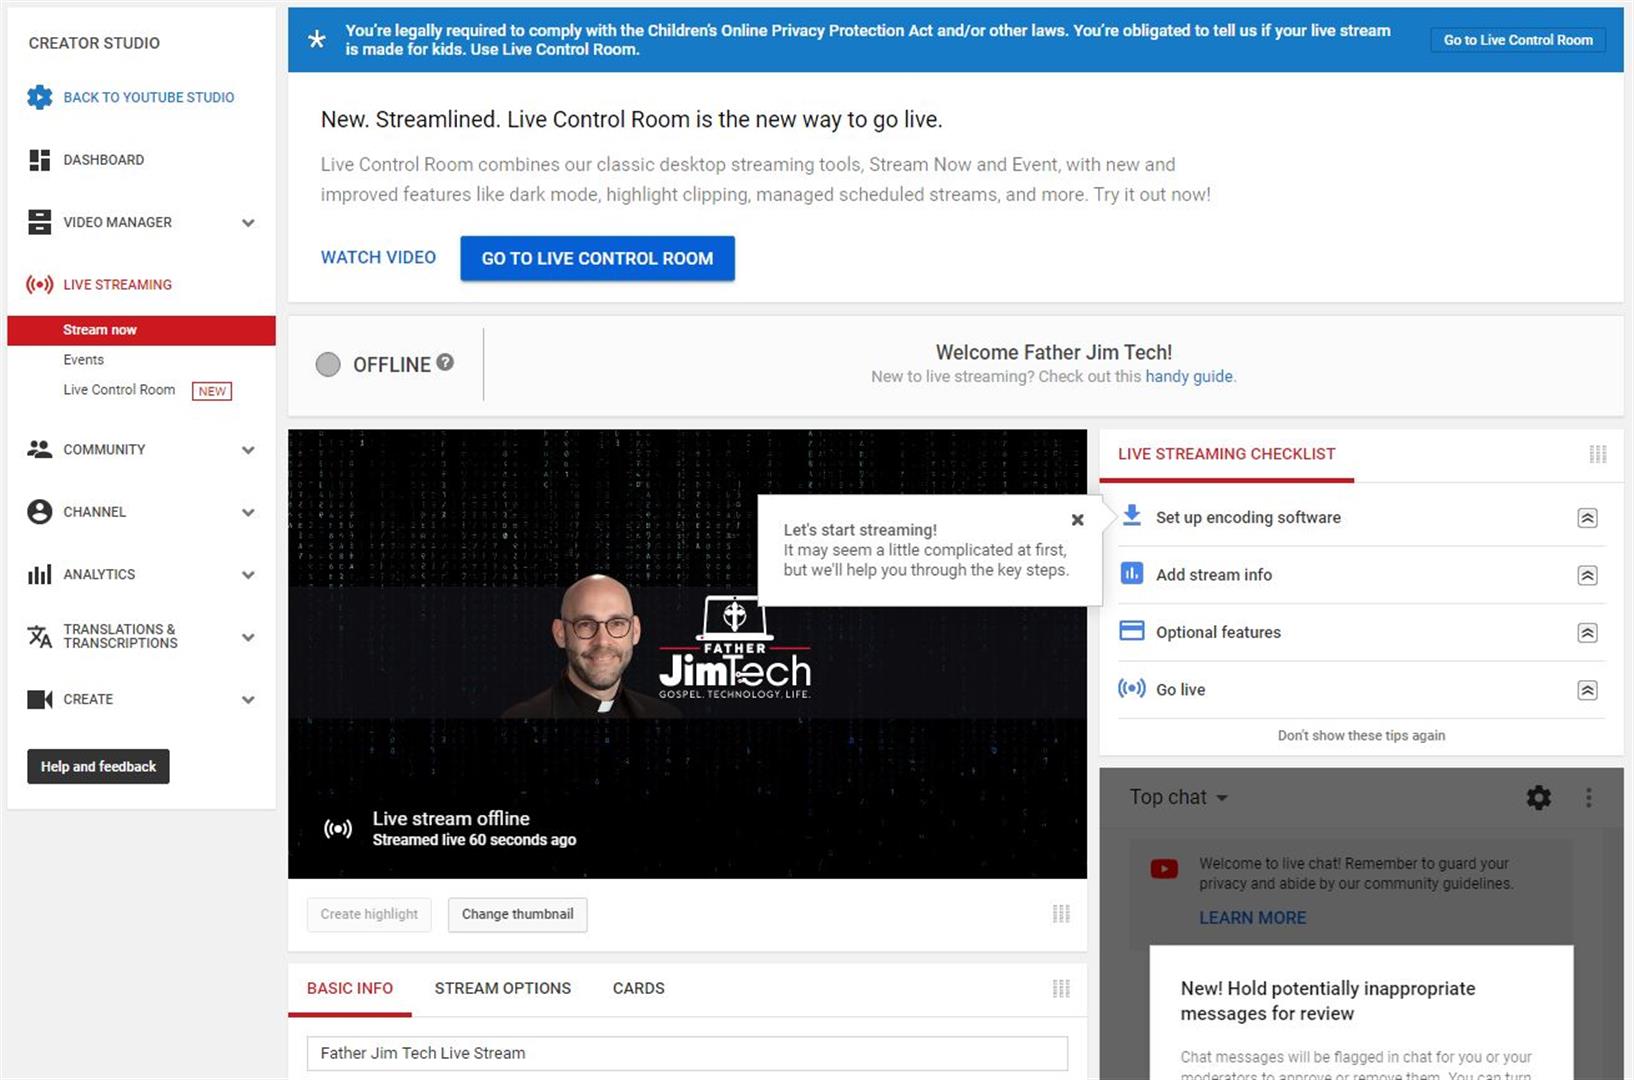 CREATOR STUDIO
BACK TO YOUTUBE STUDIO
DASHBOARD
VIDEO MANAGER
LIVE STREAMING
Stream now
Events
Live Control Room NEW
COMMUNITY
CHANNEL
ANALYTICS
TRANSLATIONS &
TRANSCRIPTIONS
CREATE
Help and feedback
You're legally required to comply with the Children's Online Privacy Protection Act and/or other laws. You're obligated to tell us if your live stream
is made for kids. Use Live Control Room.
Go to Live Control Room
New. Streamlined. Live Control Room is the new way to go live.
Live Control Room combines our classic desktop streaming tools, Stream Now and Event, with new and
improved features like dark mode, highlight clipping, managed scheduled streams, and more. Try it out now!
WATCH VIDEO
GO TO LIVE CONTROL ROOM
OFFLINE ?
Welcome Father Jim Tech!
New to live streaming? Check out this handy guide.
Let's start streaming!
It may seem a little complicated at first,
but we'll help you through the key steps.
FATHER
JimTech
GOSPEL. TECHNOLOGY. LIFE.
Live stream offline
Streamed live 60 seconds ago
Create highlight
Change thumbnail
BASIC INFO
STREAM OPTIONS
CARDS
Father Jim Tech Live Stream
LIVE STREAMING CHECKLIST
Set up encoding software
Add stream info
Optional features
Go live
Don't show these tips again
Top chat
Welcome to live chat! Remember to guard your
privacy and abide by our community guidelines.
LEARN MORE
New! Hold potentially inappropriate
messages for review
Chat messages will be flagged in chat for you or your
moderators to approve or remove them. You can turn